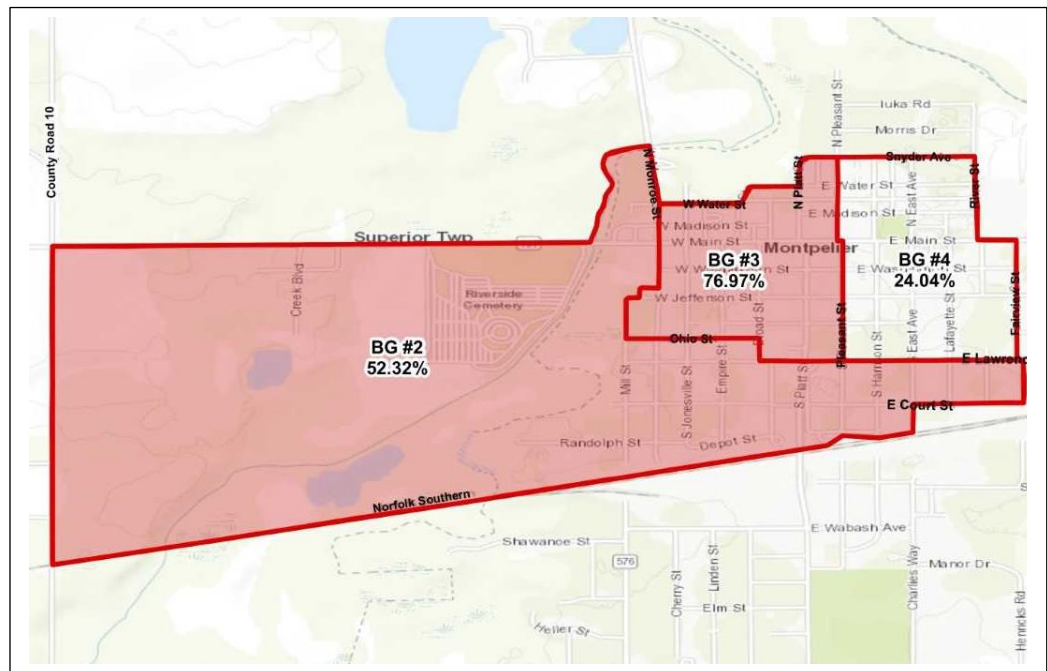 County Road 10
N Pleasant St
Iuka Rd
Morris Dr
Snyder Ave
N Monroe St
N Platt St
River St
E Water St
W Water St
N East Ave
E Madison St
W Madison St
Superior Twp
W Main St
Montpelier
E Main St
BG #3
76.97%
BG #4
24.04%
Creek Blvd
Riverside
Cemetery
W Jefferson St
Fairview St
Lafayette St
East Ave
Ohio St
Pleasant St
BG #2
52.32%
E Lawrenc
Mill St
S Jonesville St
Empire St
S Platt St
S Harrison St
E Court St
Randolph St
Depot St
Norfolk Southern
E Wabash Ave
Shawanoe St
576
Cherry St
Linden St
Charlies Way
Manor Dr
Elm St
Heller St
Henricks Rd